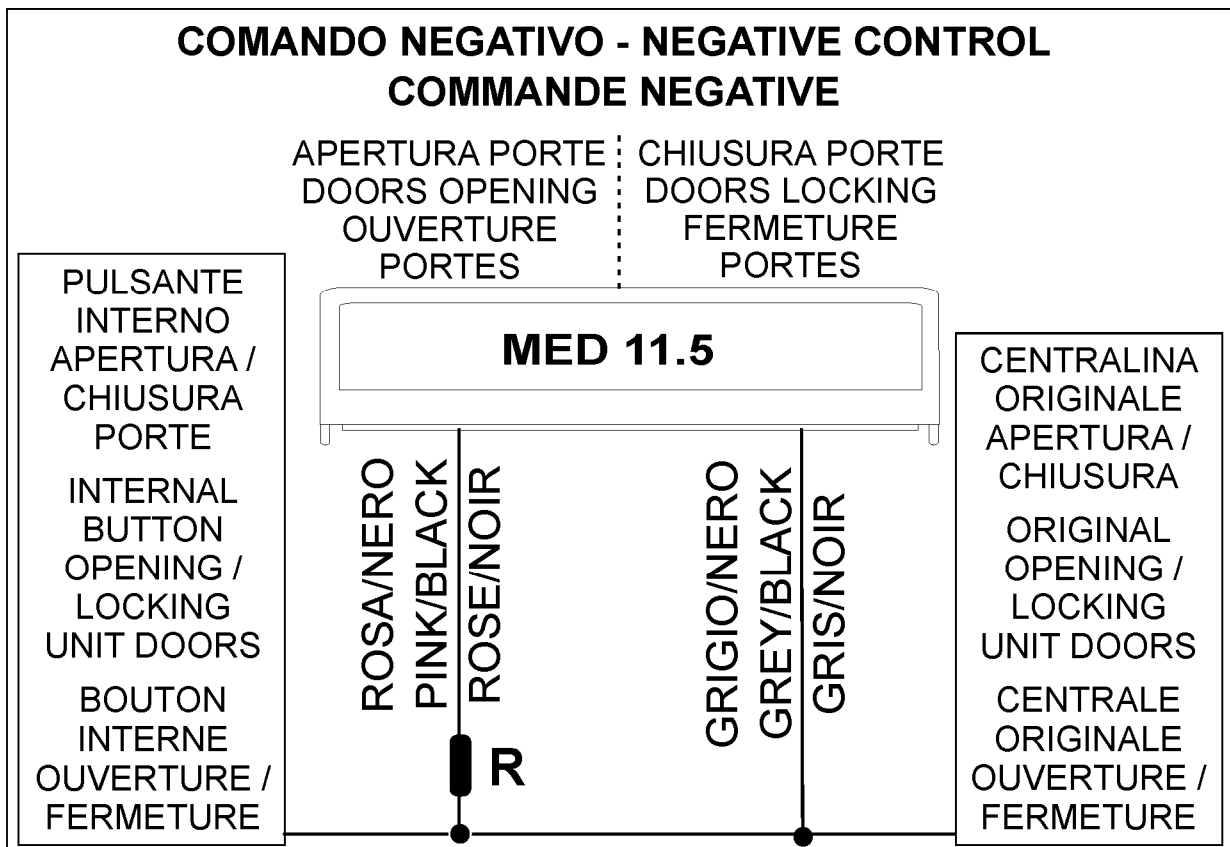 COMANDO NEGATIVO - NEGATIVE CONTROL
COMMANDE NEGATIVE
APERTURA PORTE
DOORS OPENING
OUVERTURE
PORTES
CHIUSURA PORTE
DOORS LOCKING
FERMETURE
PORTES
PULSANTE
INTERNO
APERTURA /
CHIUSURA
PORTE
INTERNAL
BUTTON
OPENING /
LOCKING
UNIT DOORS
BOUTON
INTERNE
OUVERTURE /
FERMETURE
MED 11.5
ROSA/NERO
PINK/BLACK
ROSE/NOIR
R
GRIGIO/NERO
GREY/BLACK
GRIS/NOIR
CENTRALINA
ORIGINALE
APERTURA /
CHIUSURA
ORIGINAL
OPENING /
LOCKING
UNIT DOORS
CENTRALE
ORIGINALE
OUVERTURE /
FERMETURE